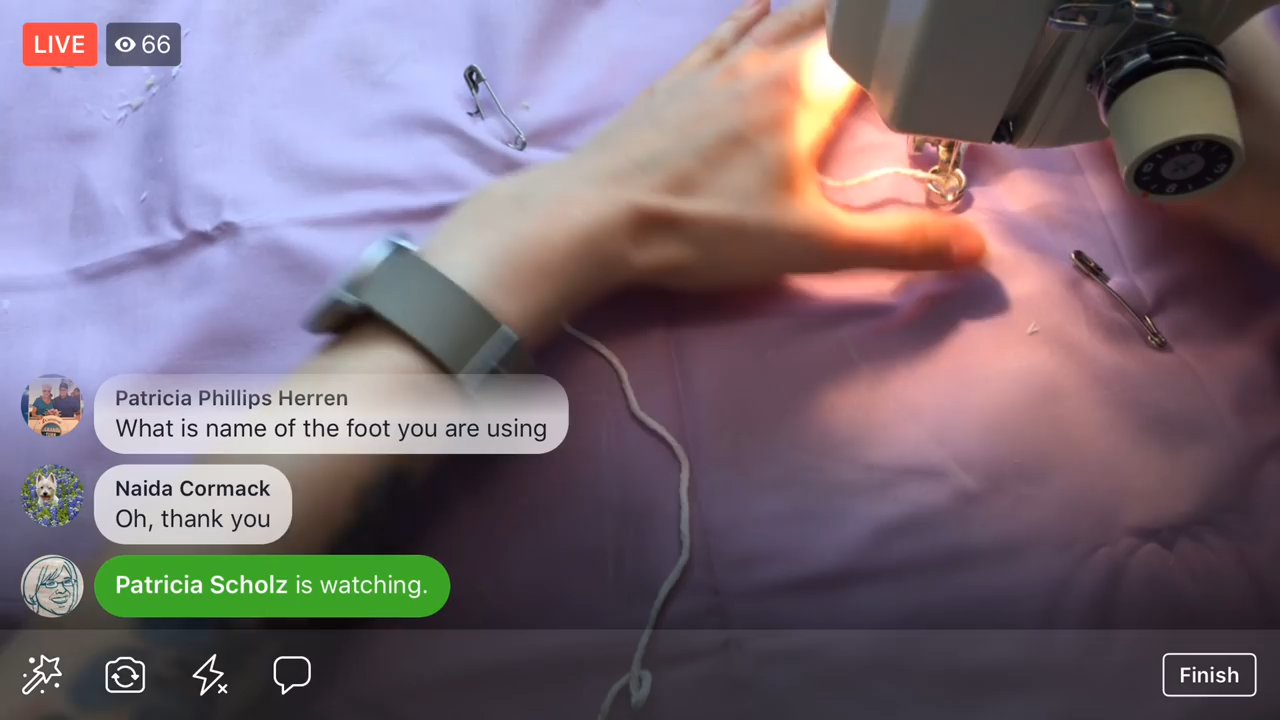 LIVE 66
Patricia Phillips Herren
What is name of the foot you are using
Naida Cormack
Oh, thank you
Patricia Scholz is watching.
Finish